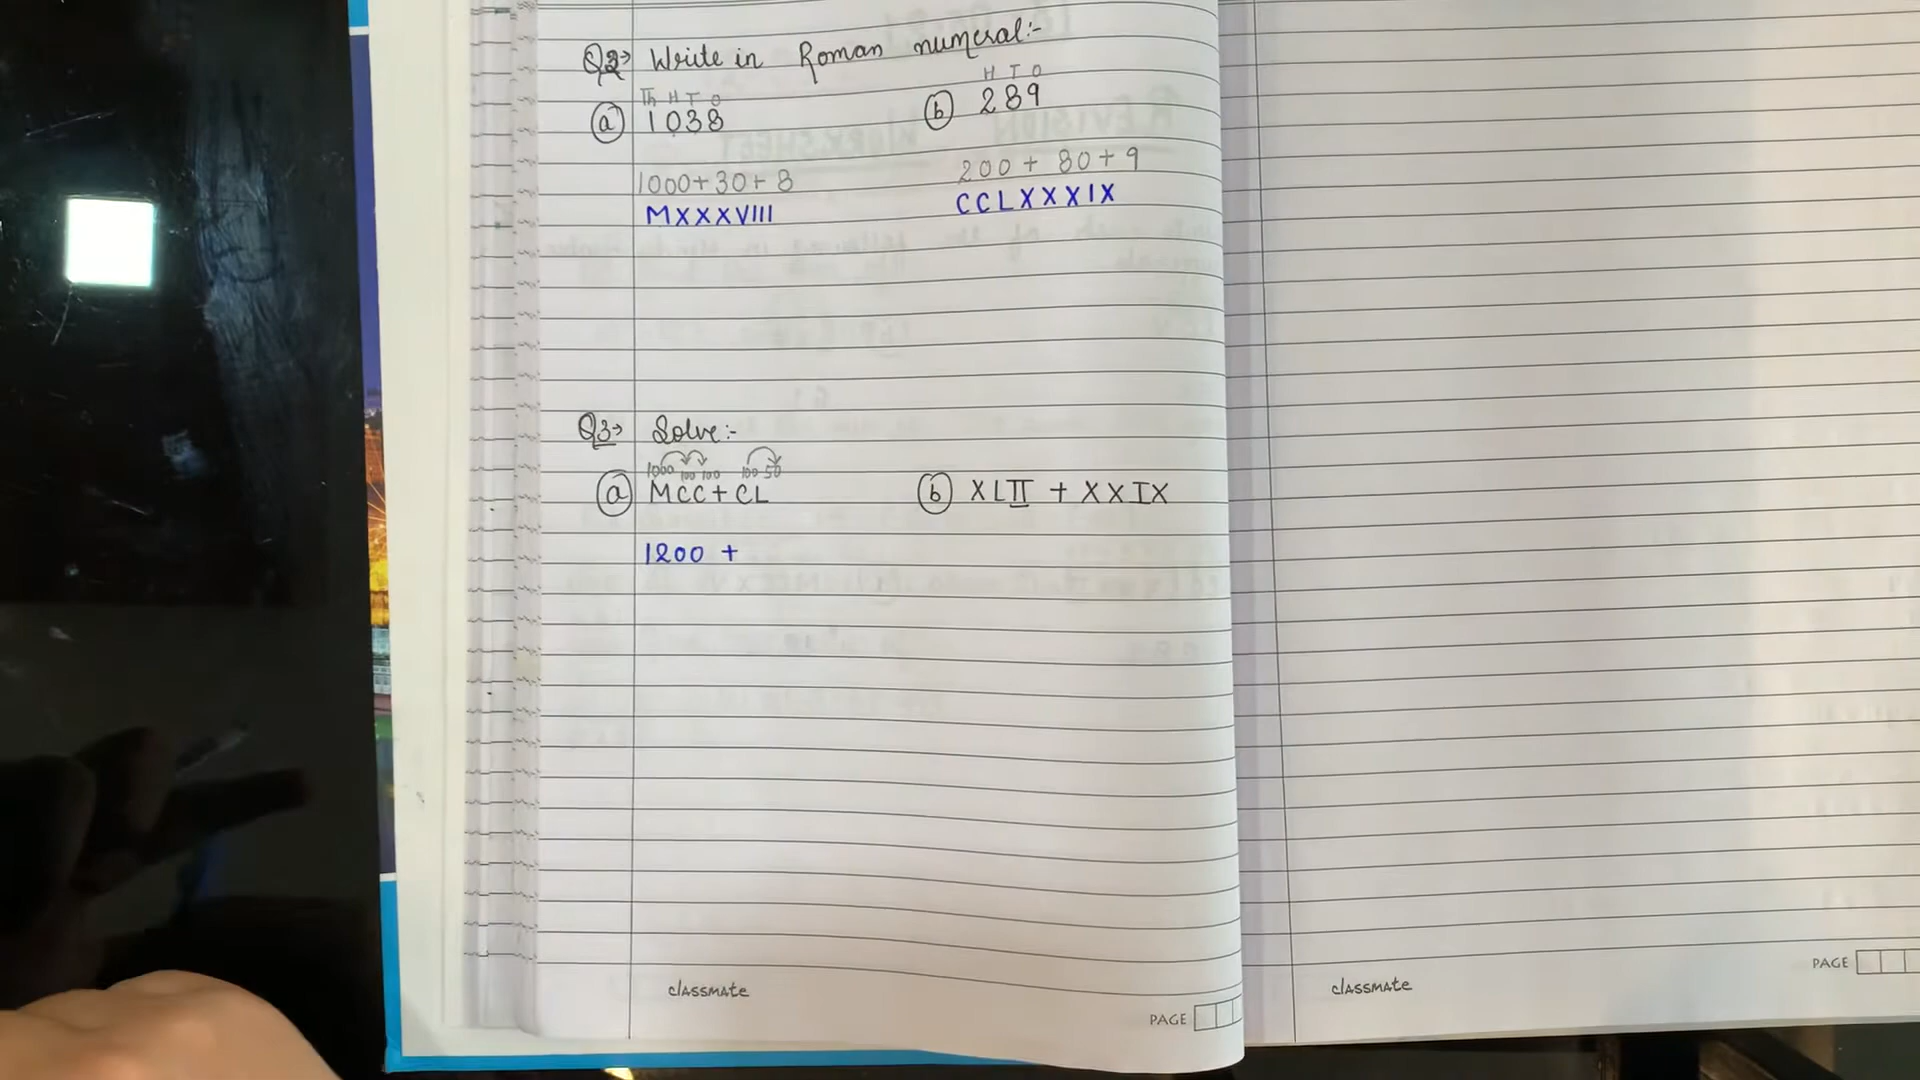 Q2→ Write in Roman numeral:-
Th H T O
ⓐ 1038
1000+30+8
MXXXVIII
H T O
ⓑ 289
200 + 80+ 9
CCLXXXIX
Q3→ Solve:-
1000 100 100 100 50
ⓐ MCC+CL
1200 +
ⓑ XLII + XXIX
classmate
PAGE
classmate
PAGE